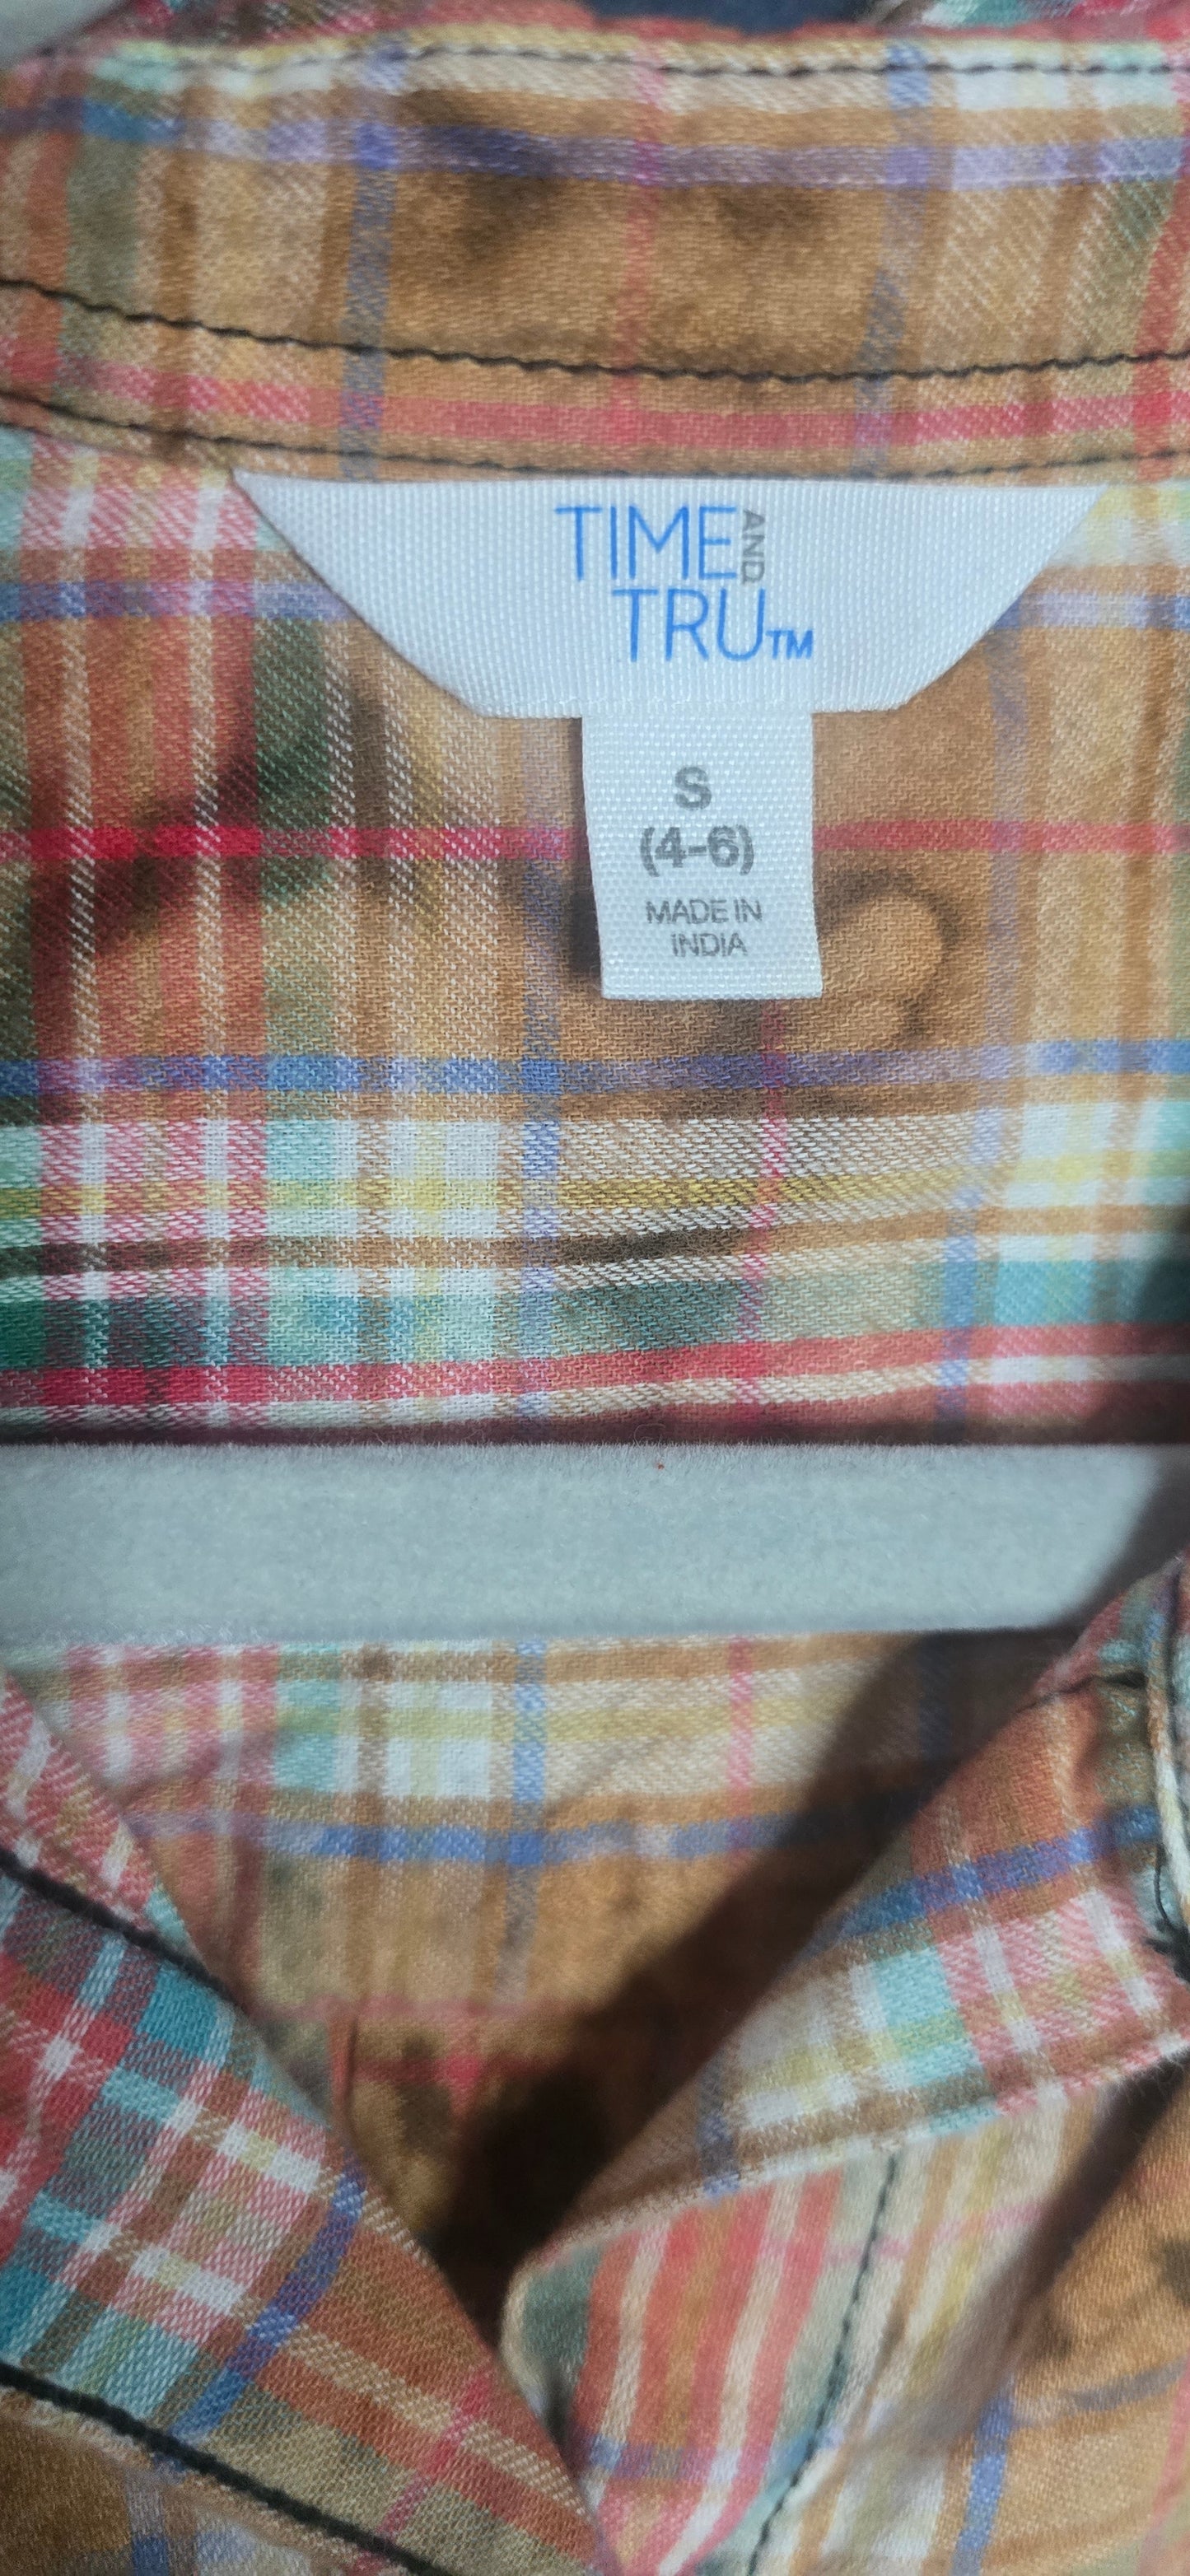 TIME AND
TRU™
S
(4-6)
MADE IN
INDIA